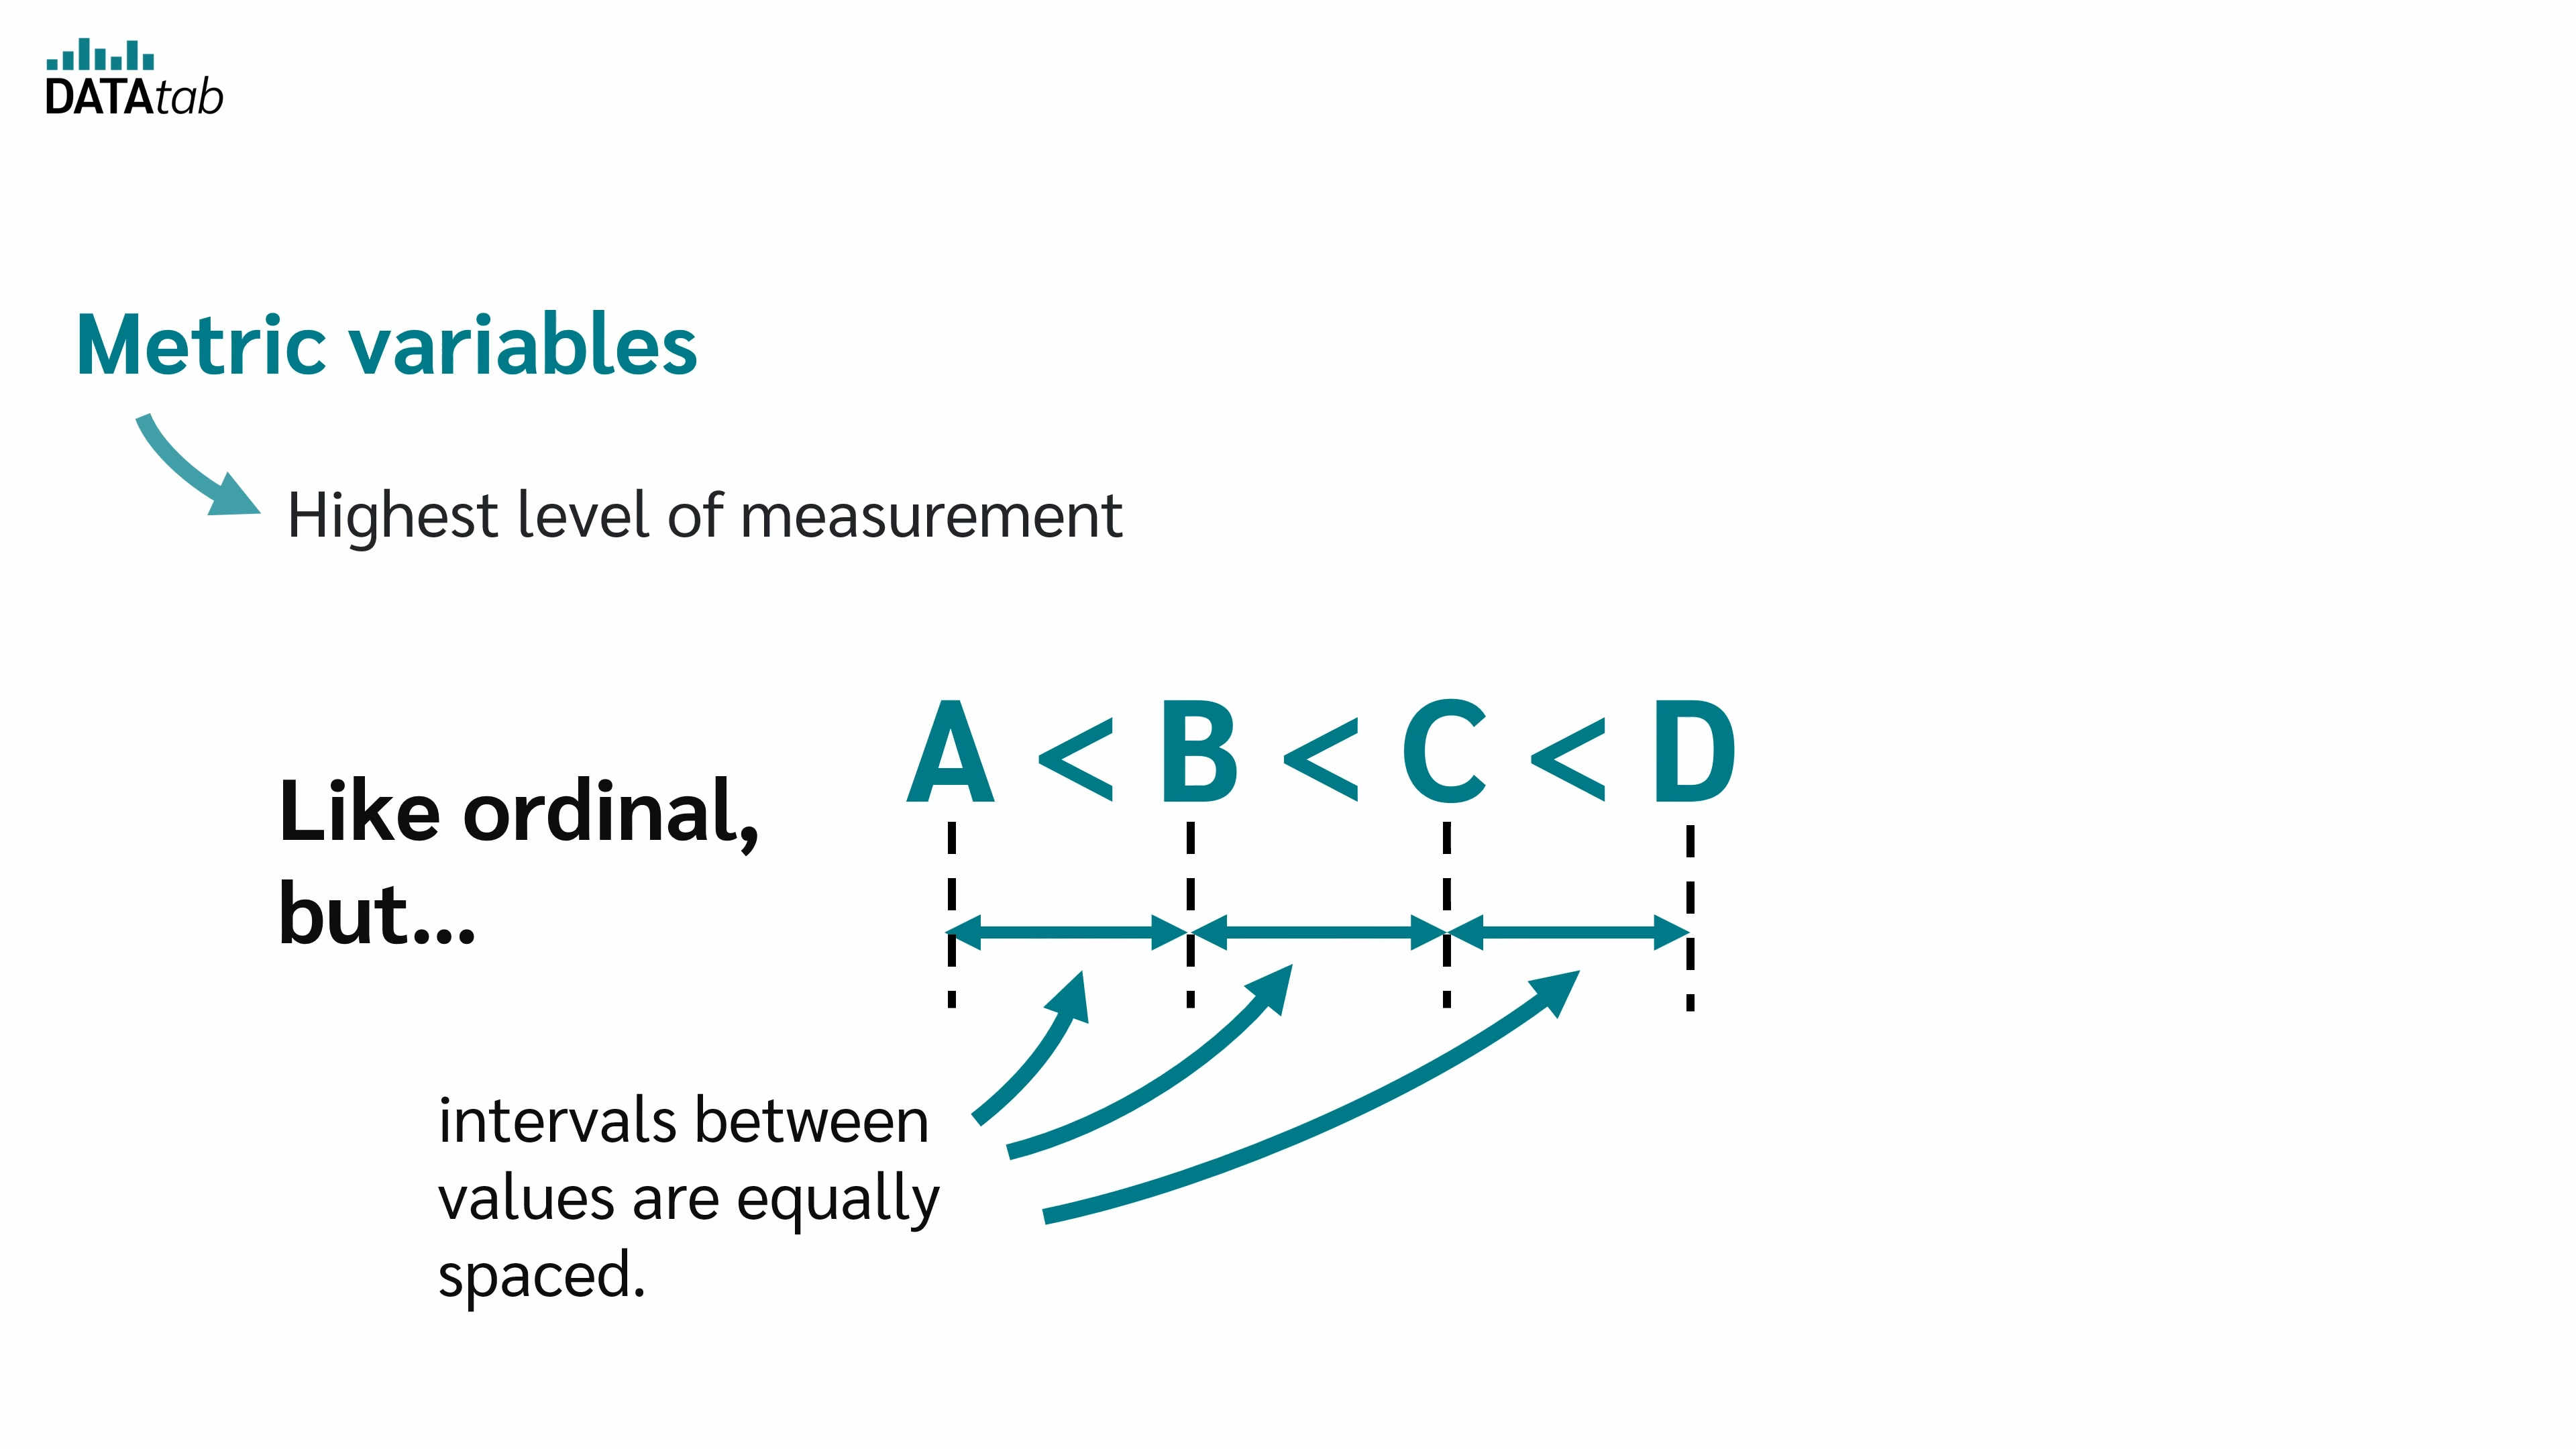 DATAtab
Metric variables
Highest level of measurement
A < B < C < D
Like ordinal,
but...
intervals between
values are equally
spaced.